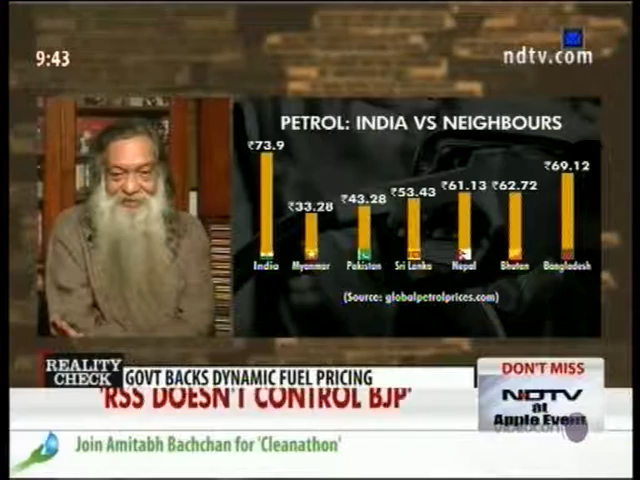 9:43
ndtv.com
PETROL: INDIA VS NEIGHBOURS
₹73.9
₹33.28
₹43.28
₹53.43
₹61.13
₹62.72
₹69.12
India
Myanmar
Pakistan
Sri Lanka
Nepal
Bhutan
Bangladesh
(Source: globalpetrolprices.com)
REALITY CHECK
GOVT BACKS DYNAMIC FUEL PRICING
'RSS DOESN'T CONTROL BJP'
DON'T MISS
NDTV
at
Apple Event
Join Amitabh Bachchan for 'Cleanathon'